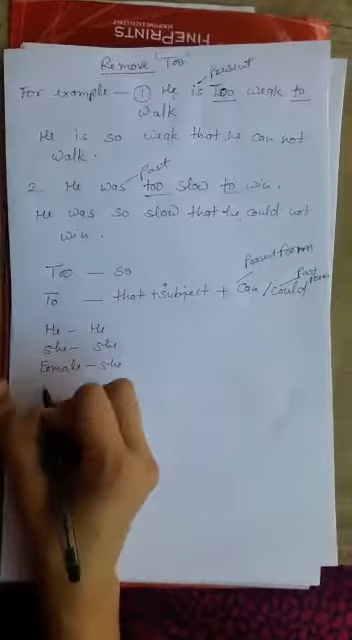 FINEPRINTS
SCRIPTING EXCELLENCE
Remove "Too"
Present
For example — ① He is Too weak to
walk
He is so weak that he can not
walk.
Past
2. He was too slow to win.
He was so slow that he could not
win.
Present form
Too — so
Past form
To — that + subject + can / could
He - He
She - she
Female - she